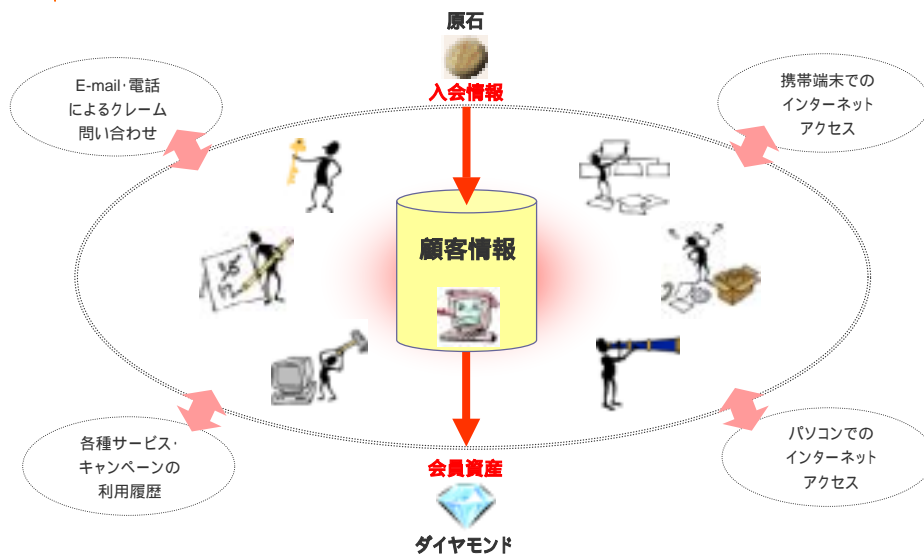 原石
入会情報
E-mail・電話
によるクレーム
問い合わせ
携帯端末での
インターネット
アクセス
顧客情報
各種サービス・
キャンペーンの
利用履歴
パソコンでの
インターネット
アクセス
会員資産
ダイヤモンド